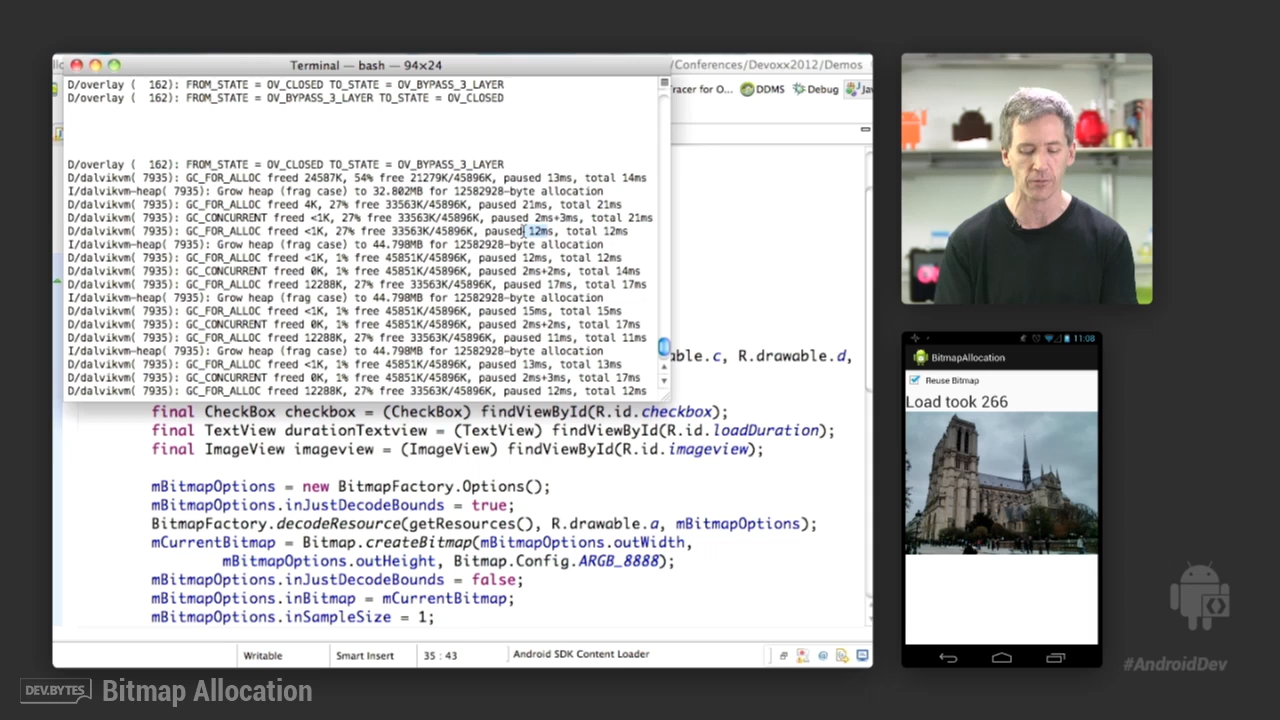 Terminal — bash — 94×24
/Conferences/Devoxx2012/Demos
D/overlay ( 162): FROM_STATE = OV_CLOSED TO_STATE = OV_BYPASS_3_LAYER
D/overlay ( 162): FROM_STATE = OV_BYPASS_3_LAYER TO_STATE = OV_CLOSED
racer for O... DDMS Debug Jav
D/overlay ( 162): FROM_STATE = OV_CLOSED TO_STATE = OV_BYPASS_3_LAYER
D/dalvikvm( 7935): GC_FOR_ALLOC freed 24587K, 54% free 21279K/45896K, paused 13ms, total 14ms
I/dalvikvm-heap( 7935): Grow heap (frag case) to 32.802MB for 12582928-byte allocation
D/dalvikvm( 7935): GC_FOR_ALLOC freed 4K, 27% free 33563K/45896K, paused 21ms, total 21ms
D/dalvikvm( 7935): GC_CONCURRENT freed <1K, 27% free 33563K/45896K, paused 2ms+3ms, total 21ms
D/dalvikvm( 7935): GC_FOR_ALLOC freed <1K, 27% free 33563K/45896K, paused 12ms, total 12ms
I/dalvikvm-heap( 7935): Grow heap (frag case) to 44.798MB for 12582928-byte allocation
D/dalvikvm( 7935): GC_FOR_ALLOC freed <1K, 1% free 45851K/45896K, paused 12ms, total 12ms
D/dalvikvm( 7935): GC_CONCURRENT freed 0K, 1% free 45851K/45896K, paused 2ms+2ms, total 14ms
D/dalvikvm( 7935): GC_FOR_ALLOC freed 12288K, 27% free 33563K/45896K, paused 17ms, total 17ms
I/dalvikvm-heap( 7935): Grow heap (frag case) to 44.798MB for 12582928-byte allocation
D/dalvikvm( 7935): GC_FOR_ALLOC freed <1K, 1% free 45851K/45896K, paused 15ms, total 15ms
D/dalvikvm( 7935): GC_CONCURRENT freed 0K, 1% free 45851K/45896K, paused 2ms+2ms, total 17ms
D/dalvikvm( 7935): GC_FOR_ALLOC freed 12288K, 27% free 33563K/45896K, paused 11ms, total 11ms
I/dalvikvm-heap( 7935): Grow heap (frag case) to 44.798MB for 12582928-byte allocation
D/dalvikvm( 7935): GC_FOR_ALLOC freed <1K, 1% free 45851K/45896K, paused 13ms, total 13ms
D/dalvikvm( 7935): GC_CONCURRENT freed 0K, 1% free 45851K/45896K, paused 2ms+3ms, total 17ms
D/dalvikvm( 7935): GC_FOR_ALLOC freed 12288K, 27% free 33563K/45896K, paused 12ms, total 12ms
able.c, R.drawable.d,
final CheckBox checkbox = (CheckBox) findViewById(R.id.checkbox);
final TextView durationTextview = (TextView) findViewById(R.id.loadDuration);
final ImageView imageview = (ImageView) findViewById(R.id.imageview);
mBitmapOptions = new BitmapFactory.Options();
mBitmapOptions.inJustDecodeBounds = true;
BitmapFactory.decodeResource(getResources(), R.drawable.a, mBitmapOptions);
mCurrentBitmap = Bitmap.createBitmap(mBitmapOptions.outWidth,
mBitmapOptions.outHeight, Bitmap.Config.ARGB_8888);
mBitmapOptions.inJustDecodeBounds = false;
mBitmapOptions.inBitmap = mCurrentBitmap;
mBitmapOptions.inSampleSize = 1;
Writable Smart Insert 35 : 43 Android SDK Content Loader
11:08
BitmapAllocation
Reuse Bitmap
Load took 266
#AndroidDev
DEV.BYTES Bitmap Allocation